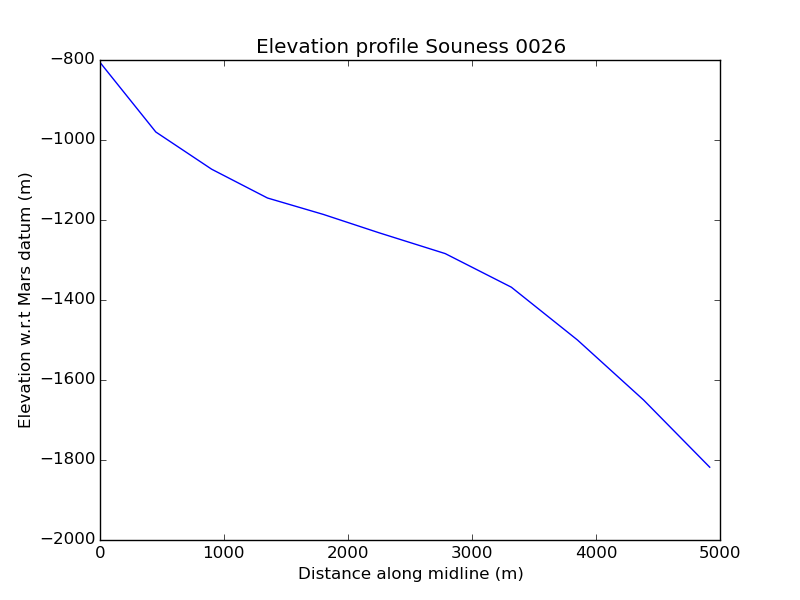 Elevation profile Souness 0026
−800
−1000
−1200
−1400
−1600
−1800
−2000
Elevation w.r.t Mars datum (m)
0 1000 2000 3000 4000 5000
Distance along midline (m)